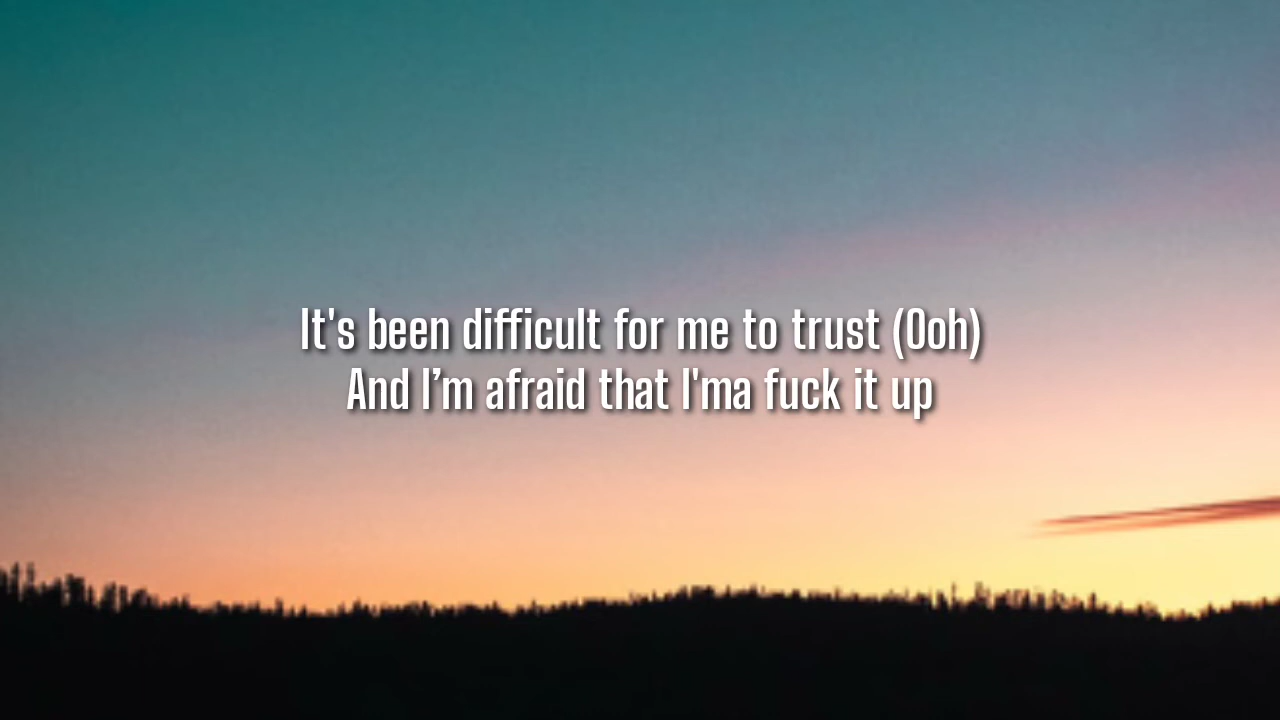 It's been difficult for me to trust (Ooh)
And I’m afraid that I'ma fuck it up